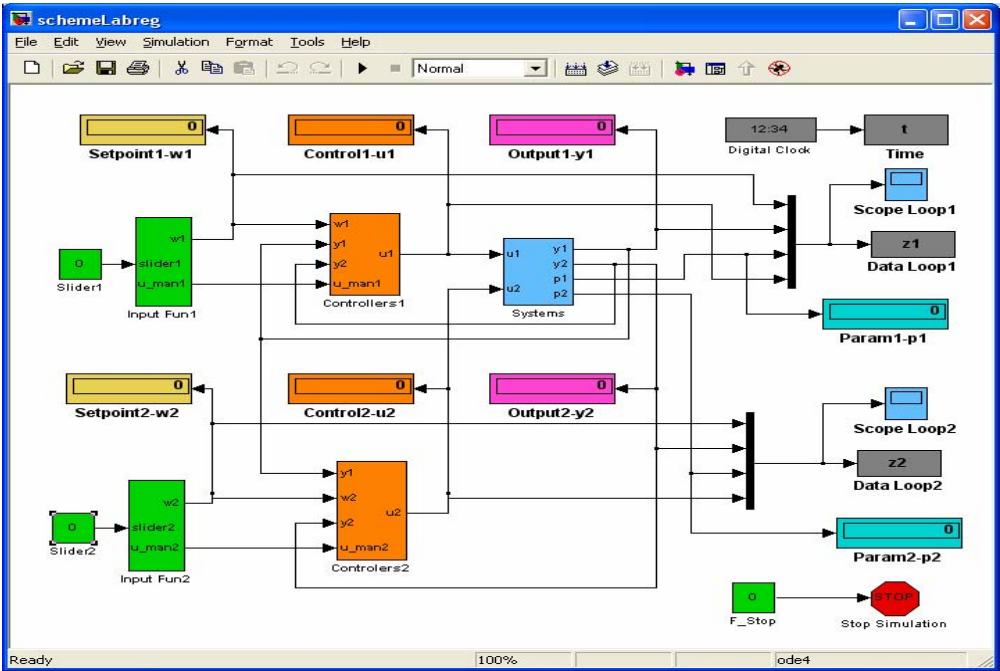 schemeLabreg
File Edit View Simulation Format Tools Help
Normal
0
Setpoint1-w1
0
Control1-u1
0
Output1-y1
12:34
Digital Clock
t
Time
Scope Loop1
z1
Data Loop1
0
Param1-p1
0
Slider1
w1
slider1
u_man1
Input Fun1
w1
y1
y2
u_man1
u1
Controllers1
u1
u2
y1
y2
p1
p2
Systems
0
Setpoint2-w2
0
Control2-u2
0
Output2-y2
Scope Loop2
z2
Data Loop2
0
Param2-p2
0
Slider2
w2
slider2
u_man2
Input Fun2
y1
w2
y2
u_man2
u2
Controlers2
0
F_Stop
STOP
Stop Simulation
Ready 100% ode4